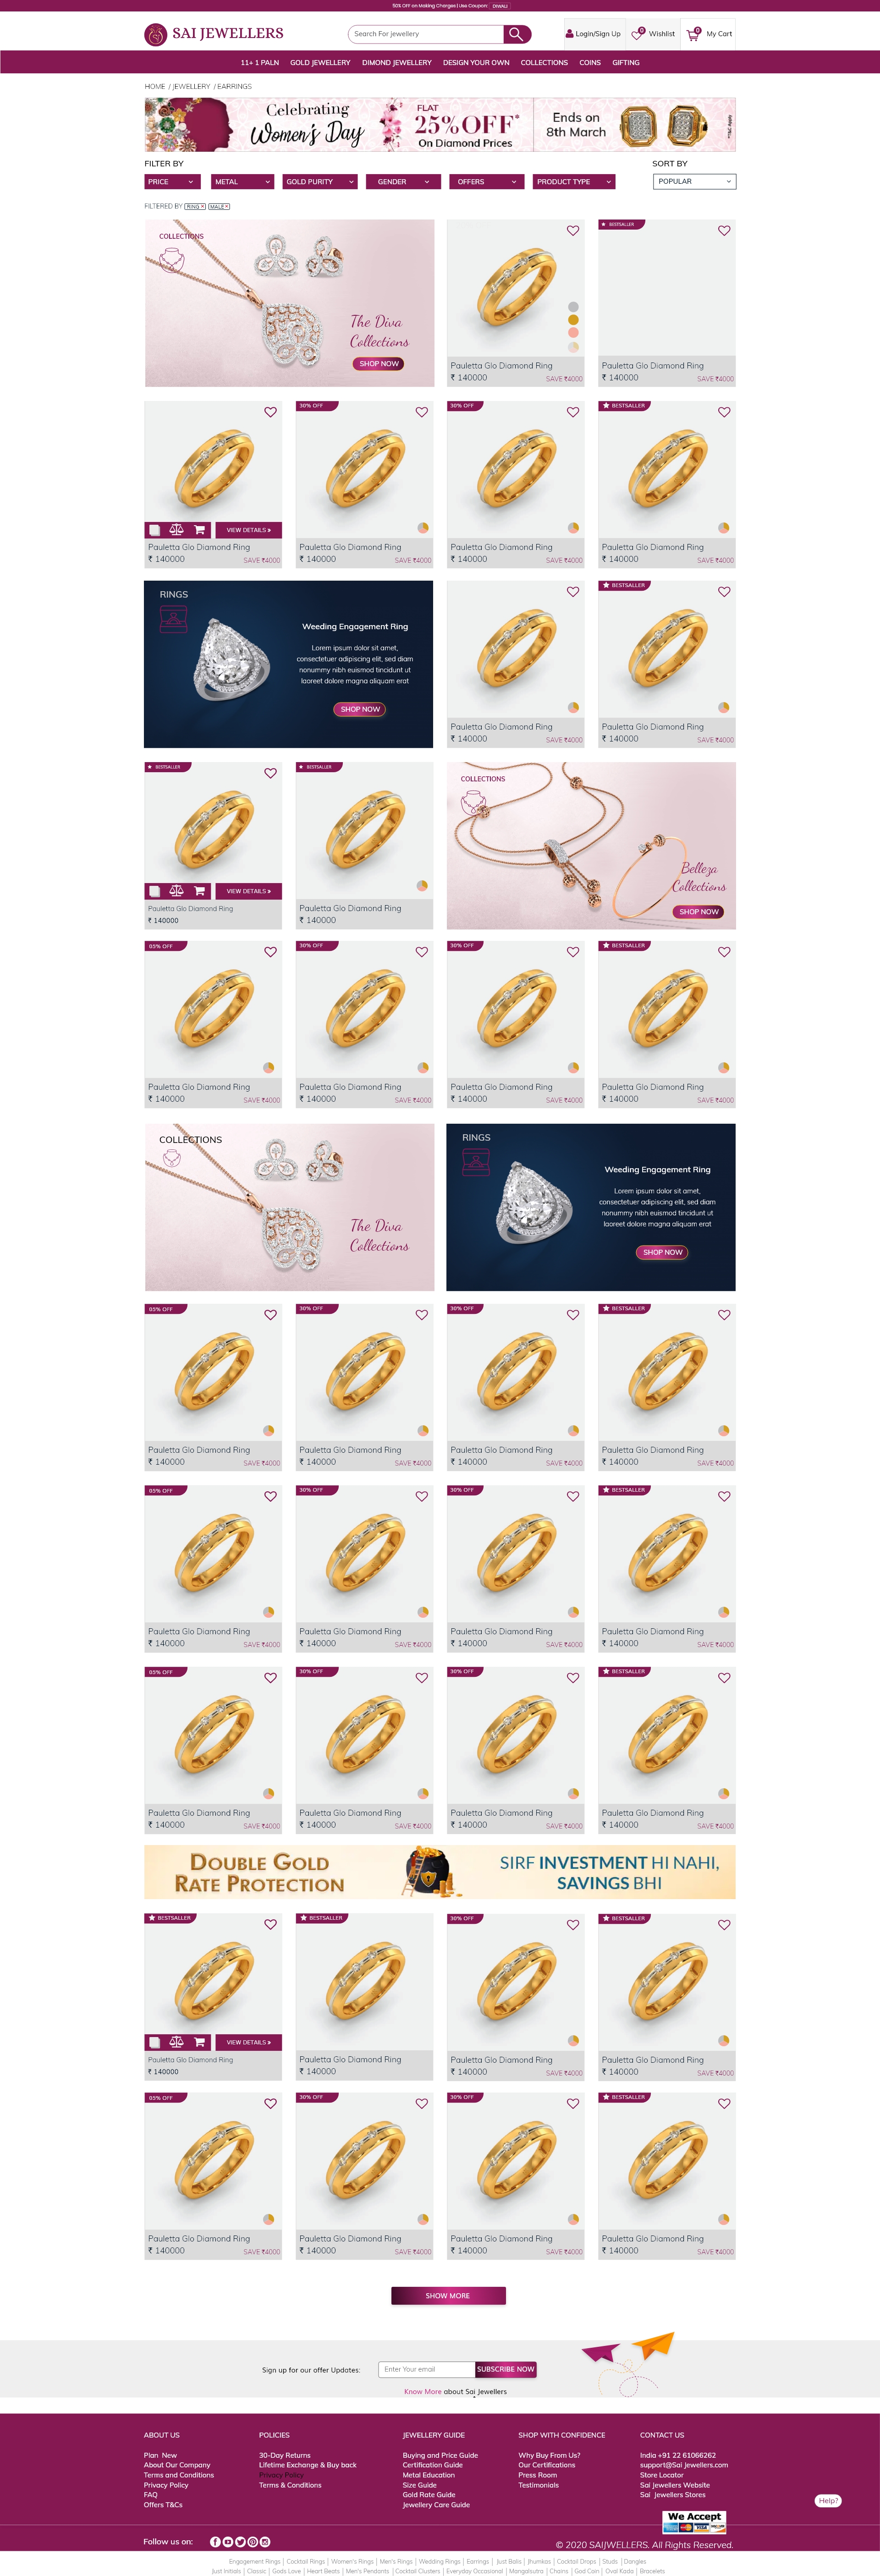 50% OFF on Making Charges | Use Coupon: DIWALI
SAI JEWELLERS
Search For jewellery
Login/Sign Up
0
Wishlist
0
My Cart
11+ 1 PALN GOLD JEWELLERY DIMOND JEWELLERY DESIGN YOUR OWN COLLECTIONS COINS GIFTING
HOME / JEWELLERY / EARRINGS
Celebrating
Women's Day
FLAT
25% OFF*
On Diamond Prices
Ends on
8th March
*T&C Apply
FILTER BY
SORT BY
PRICE METAL GOLD PURITY GENDER OFFERS PRODUCT TYPE
POPULAR
FILTERED BY RING × MALE ×
COLLECTIONS
The Diva
Collections
SHOP NOW
Pauletta Glo Diamond Ring
₹ 140000 SAVE ₹4000
BESTSALLER
Pauletta Glo Diamond Ring
₹ 140000 SAVE ₹4000
VIEW DETAILS »
Pauletta Glo Diamond Ring
₹ 140000 SAVE ₹4000
30% OFF
Pauletta Glo Diamond Ring
₹ 140000 SAVE ₹4000
30% OFF
Pauletta Glo Diamond Ring
₹ 140000 SAVE ₹4000
BESTSALLER
Pauletta Glo Diamond Ring
₹ 140000 SAVE ₹4000
RINGS
Weeding Engagement Ring
Lorem ipsum dolor sit amet,
consectetuer adipiscing elit, sed diam
nonummy nibh euismod tincidunt ut
laoreet dolore magna aliquam erat
SHOP NOW
Pauletta Glo Diamond Ring
₹ 140000 SAVE ₹4000
BESTSALLER
Pauletta Glo Diamond Ring
₹ 140000 SAVE ₹4000
BESTSALLER
VIEW DETAILS »
Pauletta Glo Diamond Ring
₹ 140000
BESTSALLER
Pauletta Glo Diamond Ring
₹ 140000
COLLECTIONS
Belleza
Collections
SHOP NOW
05% OFF
Pauletta Glo Diamond Ring
₹ 140000 SAVE ₹4000
30% OFF
Pauletta Glo Diamond Ring
₹ 140000 SAVE ₹4000
30% OFF
Pauletta Glo Diamond Ring
₹ 140000 SAVE ₹4000
BESTSALLER
Pauletta Glo Diamond Ring
₹ 140000 SAVE ₹4000
COLLECTIONS
The Diva
Collections
RINGS
Weeding Engagement Ring
Lorem ipsum dolor sit amet,
consectetuer adipiscing elit, sed diam
nonummy nibh euismod tincidunt ut
laoreet dolore magna aliquam erat
SHOP NOW
05% OFF
Pauletta Glo Diamond Ring
₹ 140000 SAVE ₹4000
30% OFF
Pauletta Glo Diamond Ring
₹ 140000 SAVE ₹4000
30% OFF
Pauletta Glo Diamond Ring
₹ 140000 SAVE ₹4000
BESTSALLER
Pauletta Glo Diamond Ring
₹ 140000 SAVE ₹4000
05% OFF
Pauletta Glo Diamond Ring
₹ 140000 SAVE ₹4000
30% OFF
Pauletta Glo Diamond Ring
₹ 140000 SAVE ₹4000
30% OFF
Pauletta Glo Diamond Ring
₹ 140000 SAVE ₹4000
BESTSALLER
Pauletta Glo Diamond Ring
₹ 140000 SAVE ₹4000
05% OFF
Pauletta Glo Diamond Ring
₹ 140000 SAVE ₹4000
30% OFF
Pauletta Glo Diamond Ring
₹ 140000 SAVE ₹4000
30% OFF
Pauletta Glo Diamond Ring
₹ 140000 SAVE ₹4000
BESTSALLER
Pauletta Glo Diamond Ring
₹ 140000 SAVE ₹4000
DOUBLE GOLD
RATE PROTECTION
SIRF INVESTMENT HI NAHI,
SAVINGS BHI
BESTSALLER
VIEW DETAILS »
Pauletta Glo Diamond Ring
₹ 140000
BESTSALLER
Pauletta Glo Diamond Ring
₹ 140000
30% OFF
Pauletta Glo Diamond Ring
₹ 140000 SAVE ₹4000
BESTSALLER
Pauletta Glo Diamond Ring
₹ 140000 SAVE ₹4000
05% OFF
Pauletta Glo Diamond Ring
₹ 140000 SAVE ₹4000
30% OFF
Pauletta Glo Diamond Ring
₹ 140000 SAVE ₹4000
30% OFF
Pauletta Glo Diamond Ring
₹ 140000 SAVE ₹4000
BESTSALLER
Pauletta Glo Diamond Ring
₹ 140000 SAVE ₹4000
SHOW MORE
Sign up for our offer Updates:
Enter Your email
SUBSCRIBE NOW
Know More about Sai Jewellers
ABOUT US
Plan New
About Our Company
Terms and Conditions
Privacy Policy
FAQ
Offers T&Cs
POLICIES
30-Day Returns
Lifetime Exchange & Buy back
Privacy Policy
Terms & Conditions
JEWELLERY GUIDE
Buying and Price Guide
Certification Guide
Metal Education
Size Guide
Gold Rate Guide
Jewellery Care Guide
SHOP WITH CONFIDENCE
Why Buy From Us?
Our Certifications
Press Room
Testimonials
CONTACT US
India +91 22 61066262
support@Sai Jewellers.com
Store Locator
Sai Jewellers Website
Sai Jewellers Stores
Help?
We Accept
VISA
Follow us on:
© 2020 SAIJWELLERS. All Rights Reserved.
Engagement Rings | Cocktail Rings | Women's Rings | Men's Rings | Wedding Rings | Earrings | Just Balis | Jhumkas | Cocktail Drops | Studs | Dangles
Just Initials | Classic | Gods Love | Heart Beats | Men's Pendants | Cocktail Clusters | Everyday Occasional | Mangalsutra | Chains | God Coin | Oval Kada | Bracelets